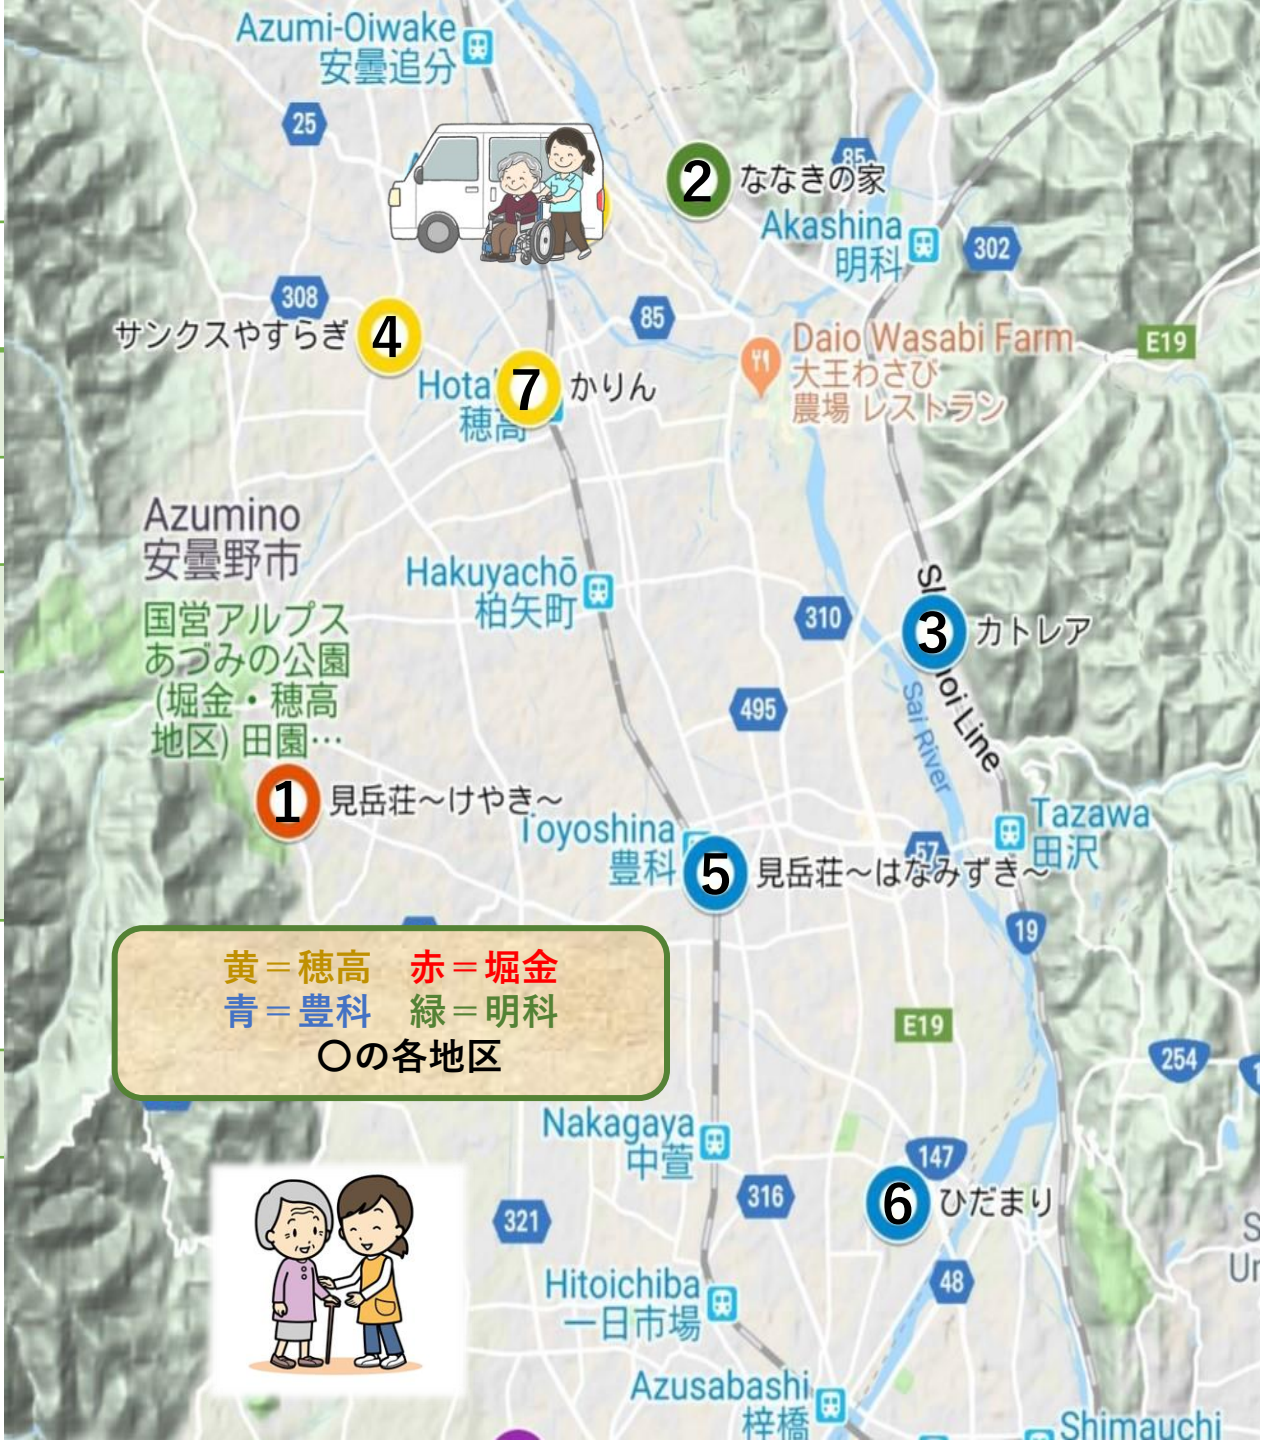 Azumi-Oiwake
安曇追分
25
85
2
ななきの家
Akashina
明科
302
308
サンクスやすらぎ
4
85
Daio Wasabi Farm
大王わさび
農場 レストラン
E19
Hota
7
かりん
穂高
Azumino
安曇野市
Hakuyachō
柏矢町
国営アルプス
あづみの公園
(堀金・穂高
地区) 田園…
310
3
カトレア
495
Sai River
oi Line
1
見岳荘～けやき～
Toyoshina
豊科
5
見岳荘～はなみずき～
57
Tazawa
田沢
19
黄＝穂高 赤＝堀金
青＝豊科 緑＝明科
〇の各地区
E19
254
Nakagaya
中萱
147
316
6
ひだまり
321
48
Hitoichiba
一日市場
Azusabashi
梓橋
Shimauchi